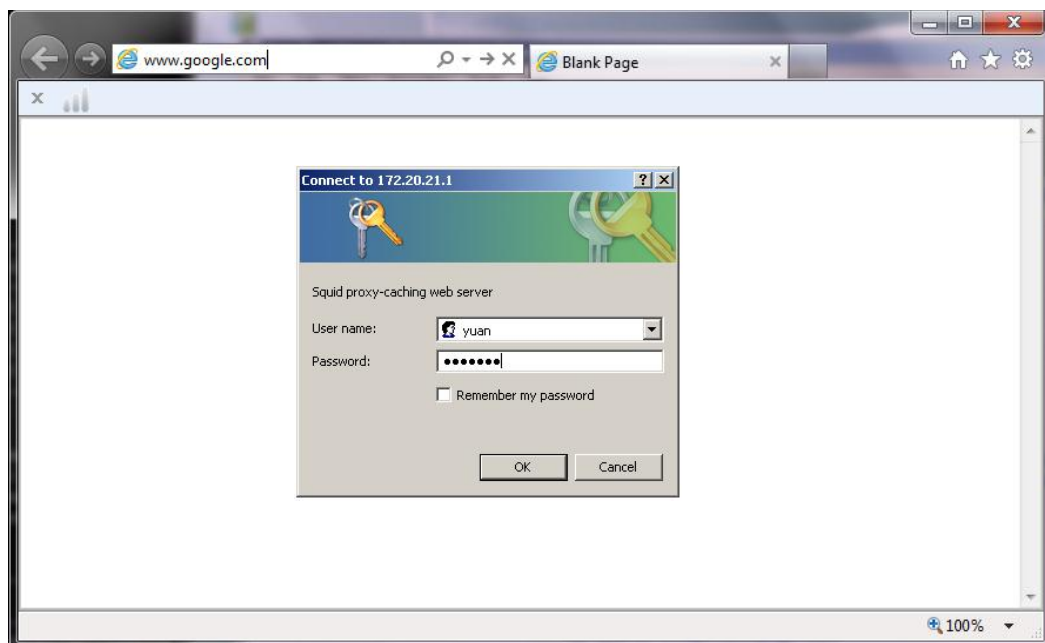 www.google.com
Blank Page
Connect to 172.20.21.1
Squid proxy-caching web server
User name: yuan
Password: •••••••
Remember my password
OK Cancel
100%